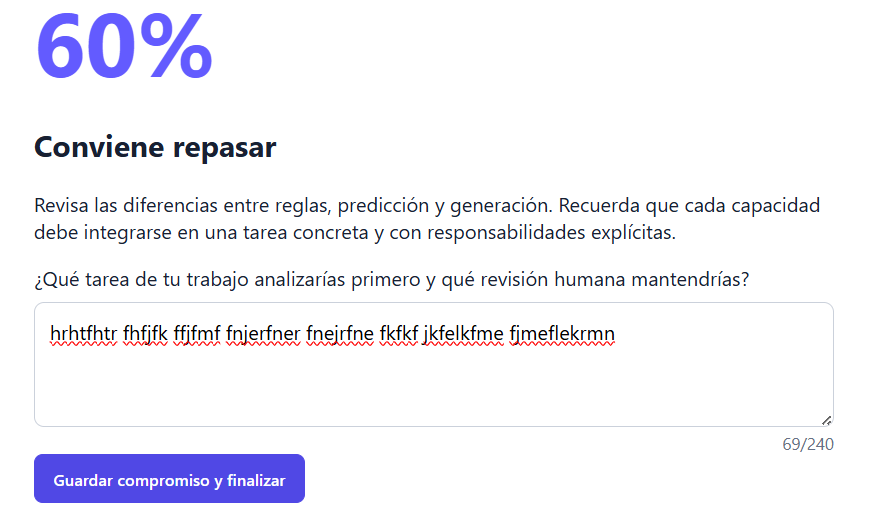 60%
Conviene repasar
Revisa las diferencias entre reglas, predicción y generación. Recuerda que cada capacidad
debe integrarse en una tarea concreta y con responsabilidades explícitas.
¿Qué tarea de tu trabajo analizarías primero y qué revisión humana mantendrías?
hrhtfhtr fhfjfk ffjfmf fnjerfner fnejrfne fkfkf jkfelkfme fjmeflekrmn
69/240
Guardar compromiso y finalizar